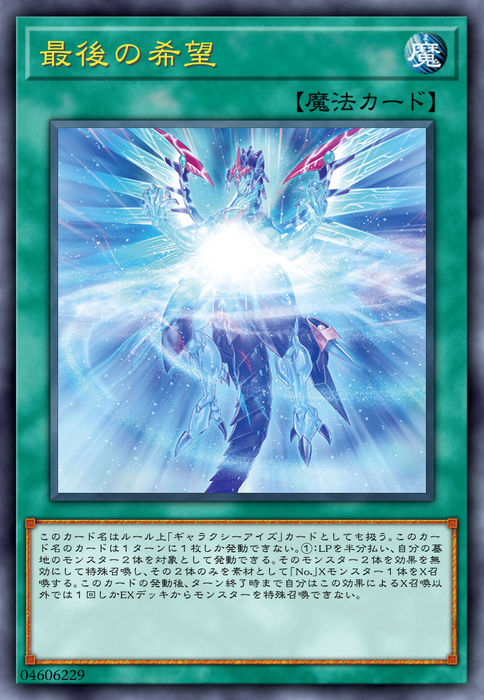 最後の希望
魔
【魔法カード】
このカード名はルール上「ギャラクシーアイズ」カードとしても扱う。このカー
ド名のカードは1ターンに1枚しか発動できない。①:LPを半分払い、自分の墓
地のモンスター2体を対象として発動できる。そのモンスター2体を効果を無
効にして特殊召喚し、その2体のみを素材として「No.」Xモンスター1体をX召
喚する。このカードの発動後、ターン終了時まで自分はこの効果によるX召喚以
外では1回しかEXデッキからモンスターを特殊召喚できない。
04606229